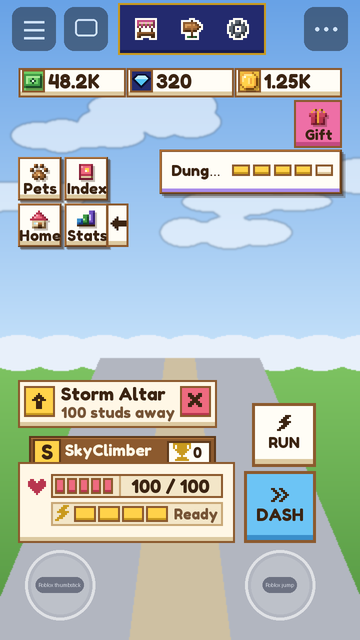 48.2K 320 1.25K
Gift
Dung...
Pets Index
Home Stats
Storm Altar
100 studs away
S SkyClimber 0
100 / 100
Ready
RUN
DASH
Roblox thumbstick Roblox jump